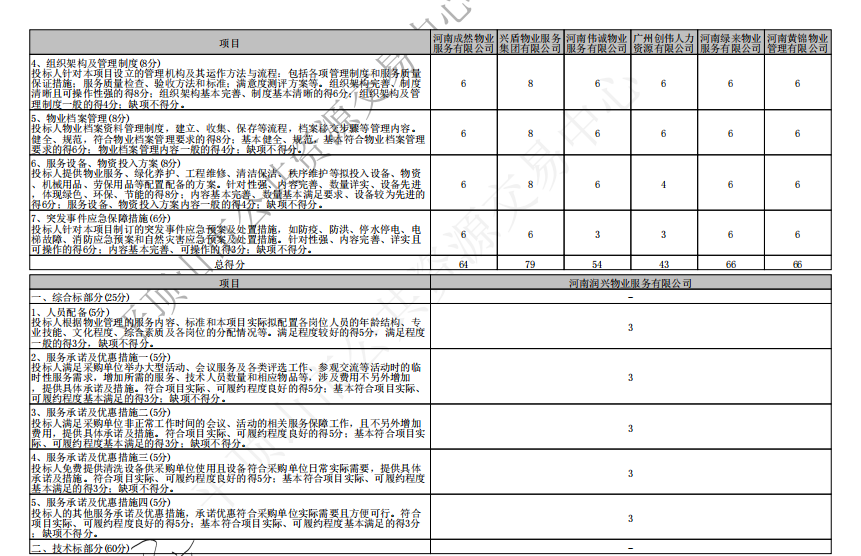 项目 河南成然物业服务有限公司 兴盾物业服务集团有限公司 河南伟诚物业服务有限公司 广州创伟人力资源有限公司 河南绿来物业服务有限公司 河南黄锦物业管理有限公司
4、组织架构及管理制度(8分)
投标人针对本项目设立的管理机构及其运作方法与流程；包括各项管理制度和服务质量
保证措施；服务质量检查、验收方法和标准；满意度测评方案等。组织架构完善、制度
清晰且可操作性强的得8分；组织架构基本完善、制度基本清晰的得6分；组织架构及管
理制度一般的得4分；缺项不得分。
6 8 6 6 6 6
5、物业档案管理(8分)
投标人物业档案资料管理制度，建立、收集、保存等流程，档案移交步骤等管理内容。
健全、规范，符合物业档案管理要求的得8分；基本健全、规范，基本符合物业档案管理
要求的得6分；物业档案管理内容一般的得4分；缺项不得分。
6 8 6 6 6 6
6、服务设备、物资投入方案(8分)
投标人提供物业服务、绿化养护、工程维修、清洁保洁、秩序维护等拟投入设备、物资
、机械用品、劳保用品等配置配备的方案。针对性强、内容完善、数量详实、设备先进
，体现绿色、环保、节能的得8分；内容基本完善、数量基本满足要求、设备较为先进的
得6分；服务设备、物资投入方案内容一般的得4分；缺项不得分。
6 8 6 4 6 6
7、突发事件应急保障措施(6分)
投标人针对本项目制订的突发事件应急预案及处置措施，如防疫、防洪、停水停电、电
梯故障、消防应急预案和自然灾害应急预案及处置措施。针对性强、内容完善、详实且
可操作的得6分；内容基本完善、可操作的得3分；缺项不得分。
6 6 3 3 6 6
总得分 64 79 54 43 66 66
项目 河南润兴物业服务有限公司
一、综合标部分(25分) –
1、人员配备(5分)
投标人根据物业管理的服务内容、标准和本项目实际拟配置各岗位人员的年龄结构、专
业技能、文化程度、综合素质及各岗位的分配情况等。满足程度较好的得5分，满足程度
一般的得3分，缺项不得分。
3
2、服务承诺及优惠措施一(5分)
投标人满足采购单位举办大型活动、会议服务及各类评选工作、参观交流等活动时的临
时性服务需求，增加所需的服务、技术人员数量和相应物品等，涉及费用不另外增加
，提供具体承诺及措施。符合项目实际、可履约程度良好的得5分；基本符合项目实际、
可履约程度基本满足的得3分；缺项不得分。
3
3、服务承诺及优惠措施二(5分)
投标人满足采购单位非正常工作时间的会议、活动的相关服务保障工作，且不另外增加
费用，提供具体承诺及措施。符合项目实际、可履约程度良好的得5分；基本符合项目实
际、可履约程度基本满足的得3分；缺项不得分。
3
4、服务承诺及优惠措施三(5分)
投标人免费提供清洗设备供采购单位使用且设备符合采购单位日常实际需要，提供具体
承诺及措施。符合项目实际、可履约程度良好的得5分；基本符合项目实际、可履约程度
基本满足的得3分；缺项不得分。
3
5、服务承诺及优惠措施四(5分)
投标人的其他服务承诺及优惠措施，承诺优惠符合采购单位实际需要且方便可行。符合
项目实际、可履约程度良好的得5分；基本符合项目实际、可履约程度基本满足的得3分
；缺项不得分。
3
二、技术标部分(60分) –
平顶山公共资源交易中心